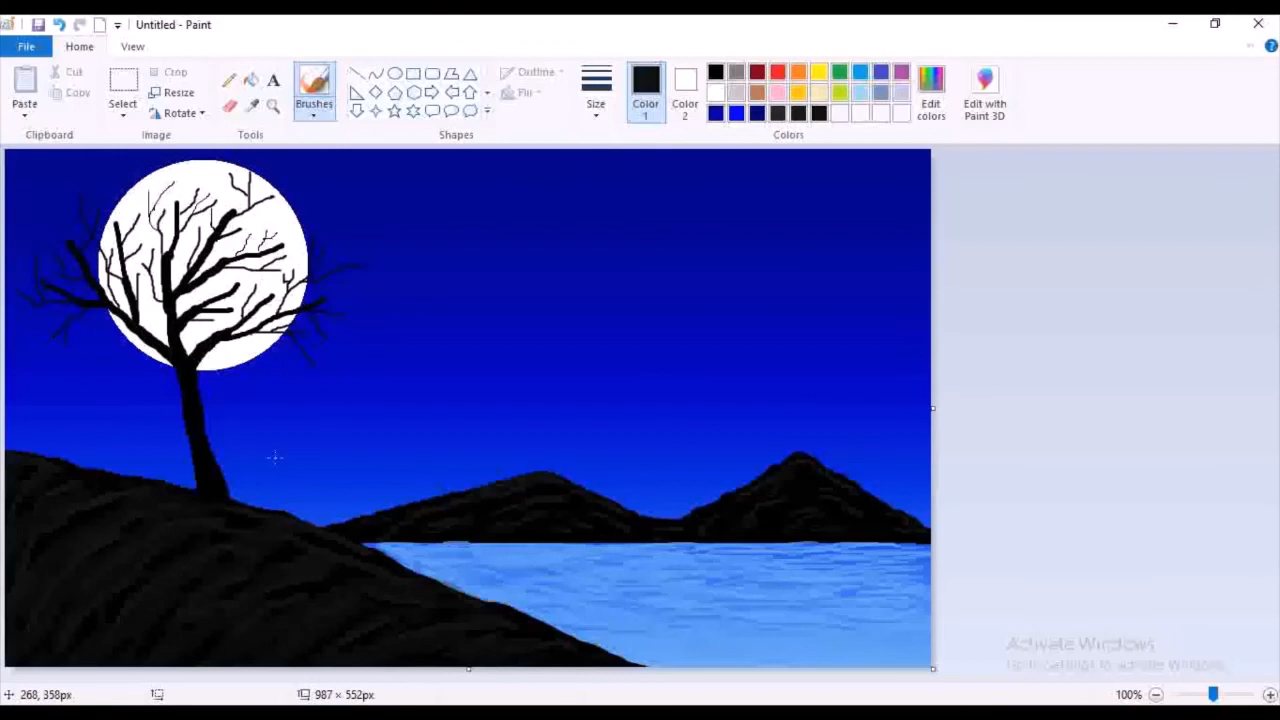 Untitled - Paint
File Home View
Paste
Cut
Copy
Clipboard
Select
Crop
Resize
Rotate
Image
Tools
Brushes
Outline
Fill
Shapes
Size
Color 1
Color 2
Edit colors
Edit with Paint 3D
Colors
Activate Windows
268, 358px
987 × 552px
100%